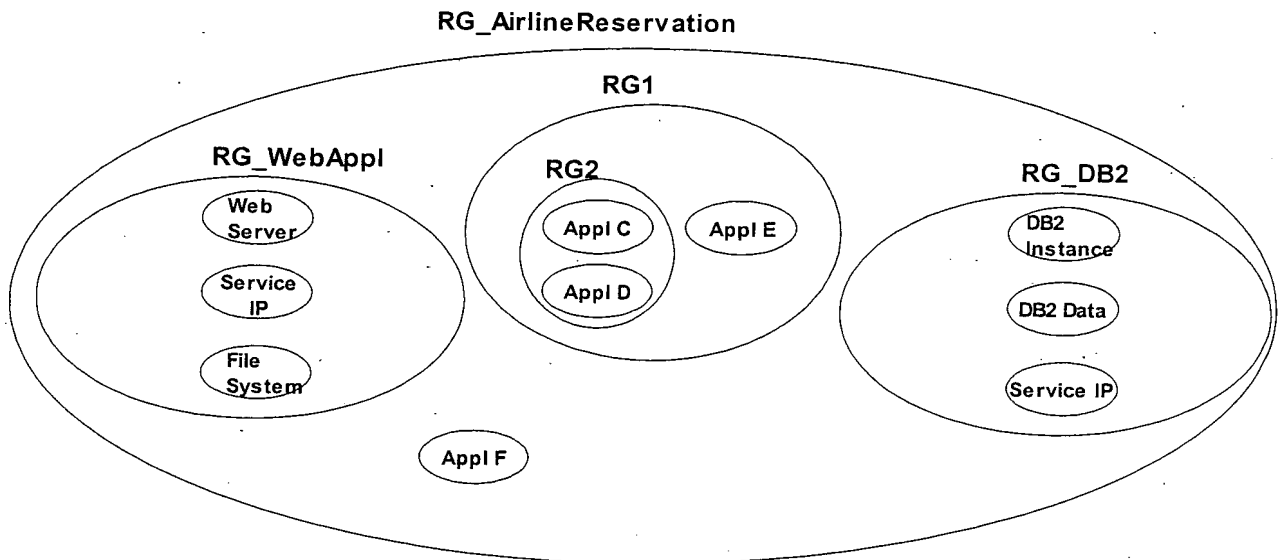 RG_AirlineReservation
RG1
RG_WebAppl
RG2
RG_DB2
Web
Server
Appl C
Appl E
DB2
Instance
Service
IP
Appl D
DB2 Data
File
System
Service IP
Appl F